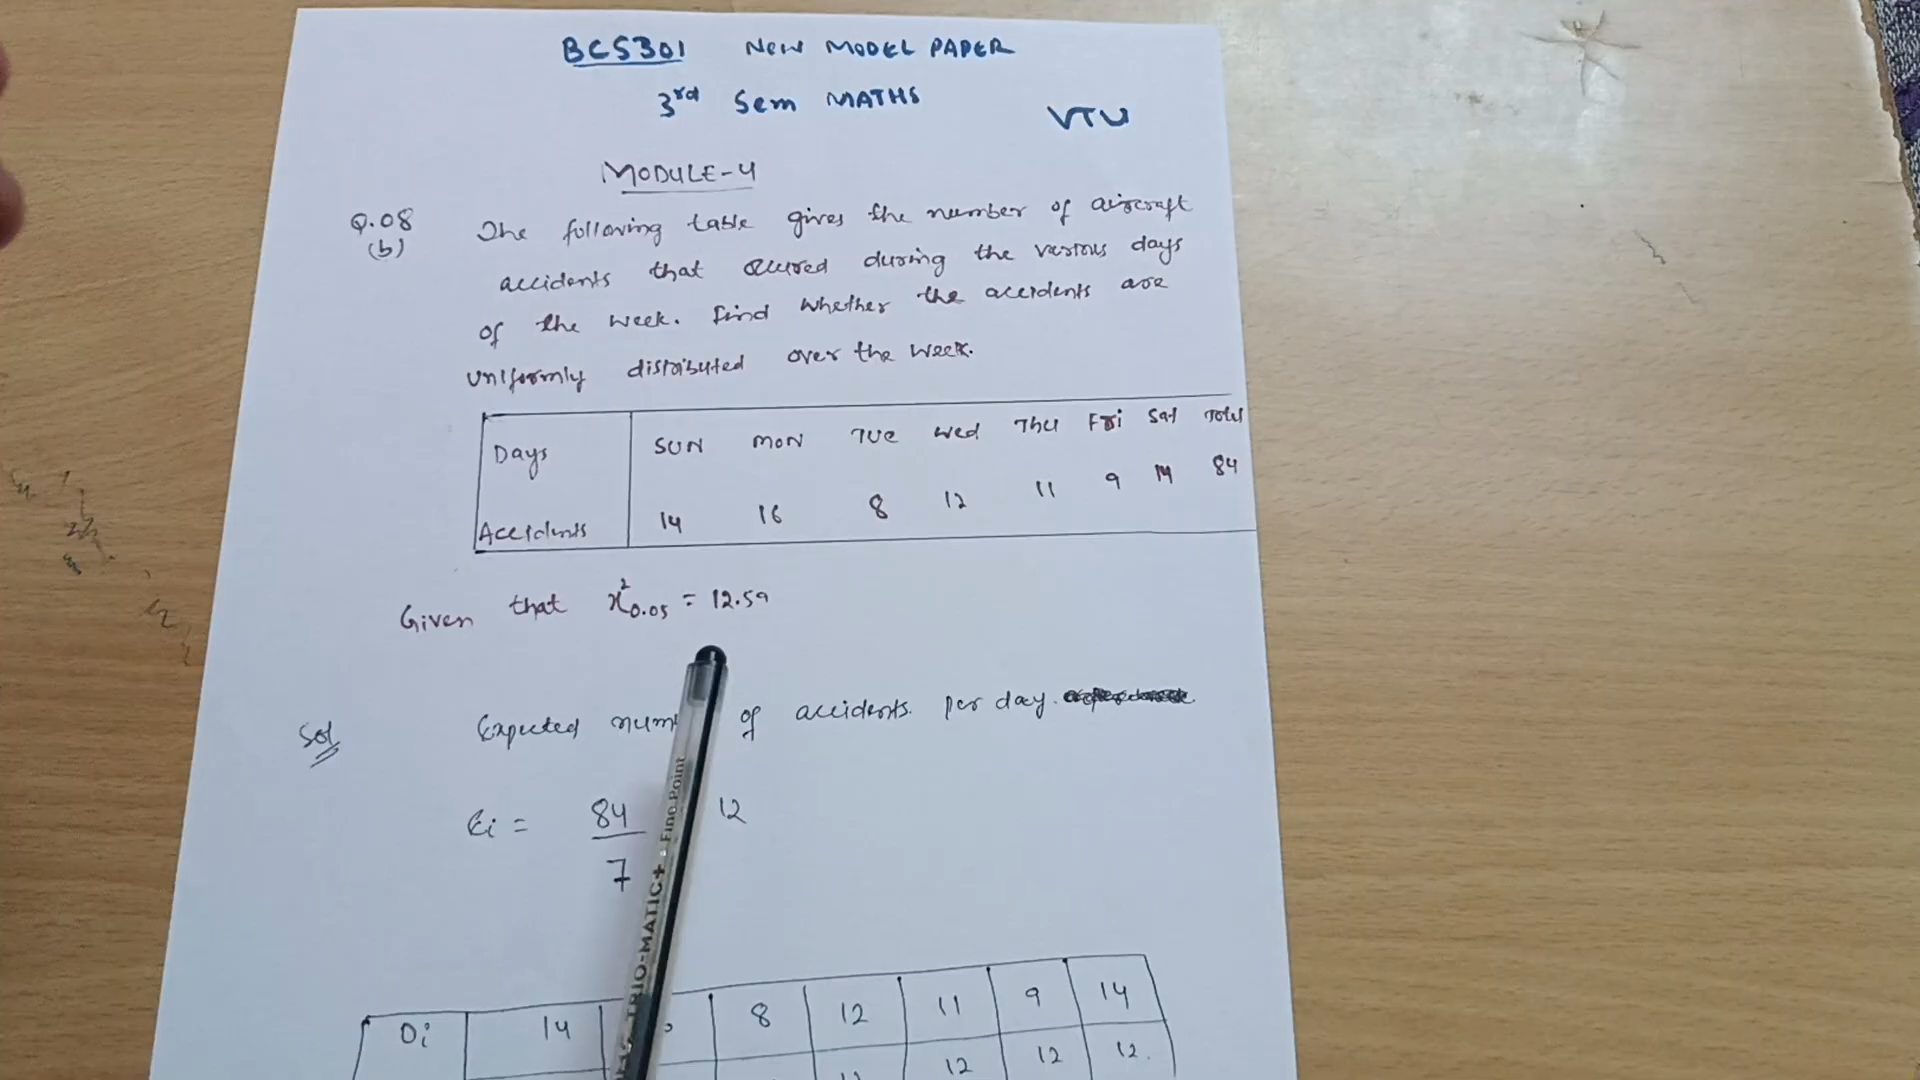 BCS301 NEW MODEL PAPER
3rd Sem MATHS
VTU
MODULE-4
Q.08 The following table gives the number of aircraft
(b) accidents that occured during the various days
of the week. Find whether the accidents are
uniformly distributed over the week.
Days SUN MON TUE Wed THU FRi Sat Total
Accidents 14 16 8 12 11 9 14 84
Given that χ²0.05 = 12.59
Sol Expected num of accidents. per day.
Ei = 84/7 12
Oi 14 8 12 11 9 14
12 12 12.
TRIO-MATIC+ • Fine Point